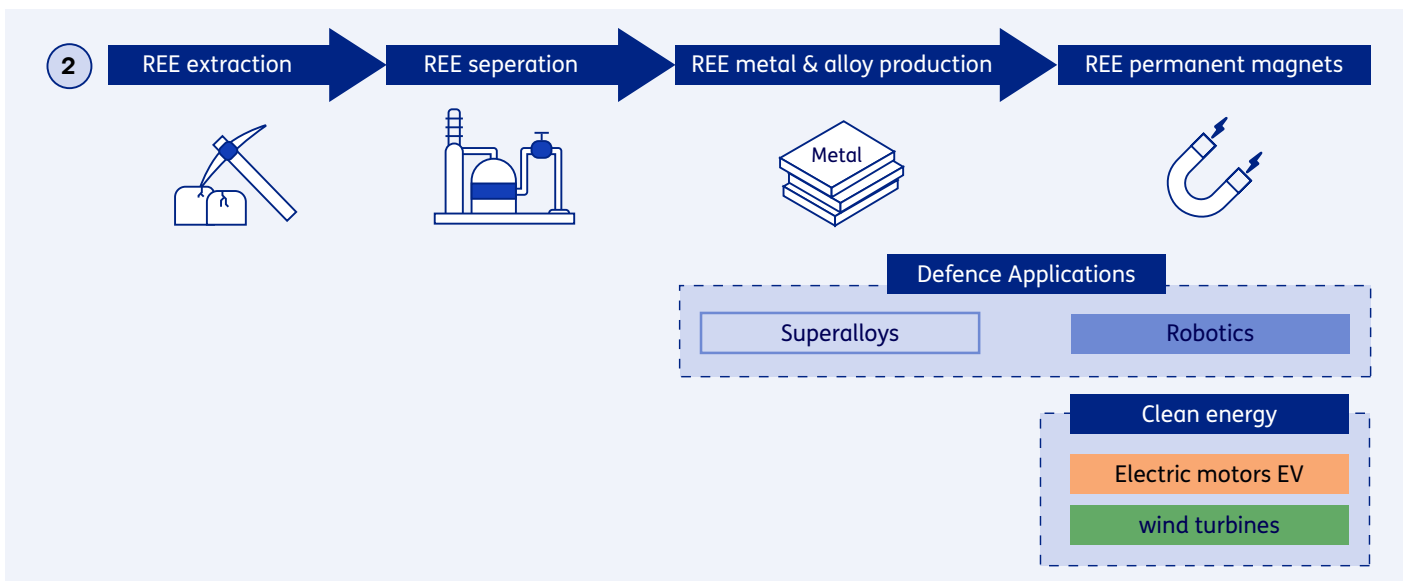 2
REE extraction
REE seperation
REE metal & alloy production
REE permanent magnets
Metal
Defence Applications
Superalloys
Robotics
Clean energy
Electric motors EV
wind turbines